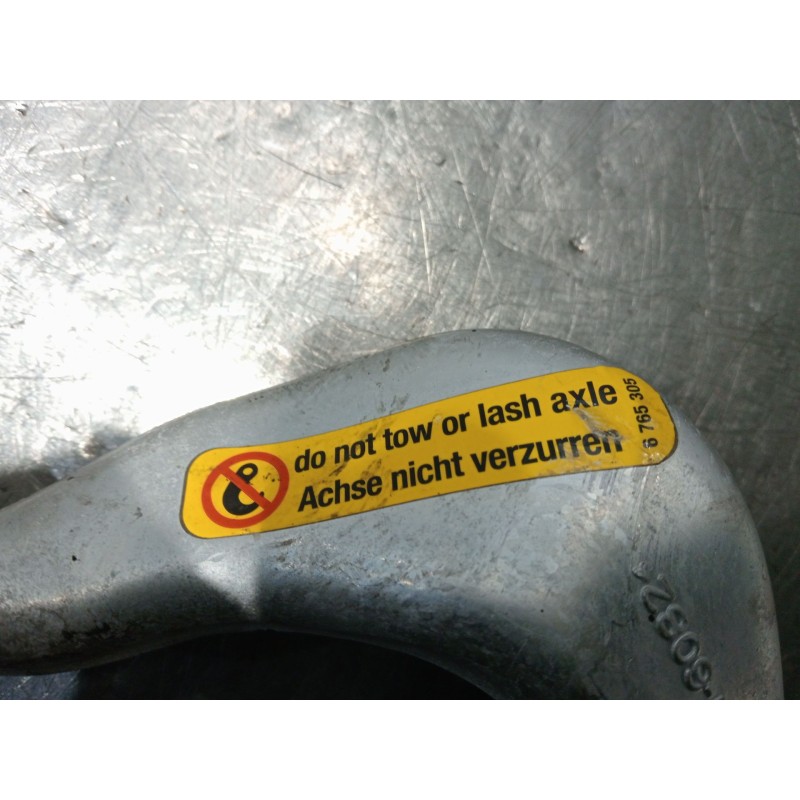 do not tow or lash axle
Achse nicht verzurren
6 765 305